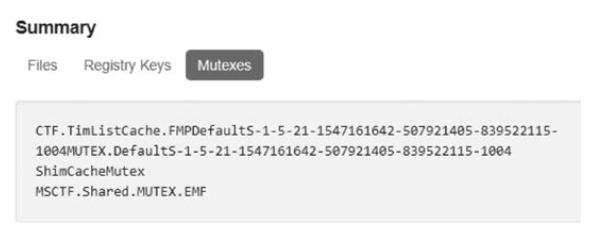 Summary
Files Registry Keys Mutexes
CTF.TimListCache.FMPDefaultS-1-5-21-1547161642-507921405-839522115-
1004MUTEX.DefaultS-1-5-21-1547161642-507921405-839522115-1004
ShimCacheMutex
MSCTF.Shared.MUTEX.EMF